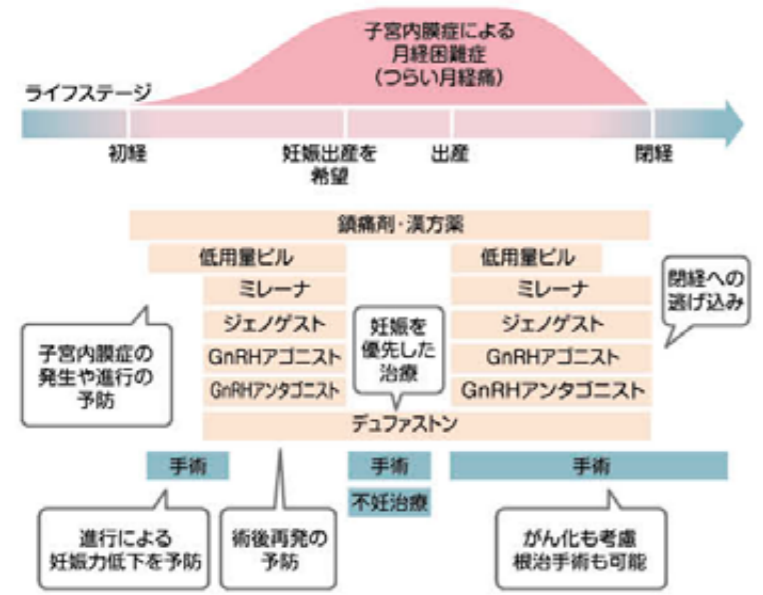 子宮内膜症による
月経困難症
（つらい月経痛）
ライフステージ
初経
妊娠出産を
希望
出産
閉経
鎮痛剤・漢方薬
低用量ピル
低用量ピル
ミレーナ
ミレーナ
ジェノゲスト
ジェノゲスト
GnRHアゴニスト
GnRHアゴニスト
GnRHアンタゴニスト
GnRHアンタゴニスト
デュファストン
閉経への
逃げ込み
子宮内膜症の
発生や進行の
予防
妊娠を
優先した
治療
手術
手術
手術
不妊治療
進行による
妊娠力低下を予防
術後再発の
予防
がん化も考慮
根治手術も可能